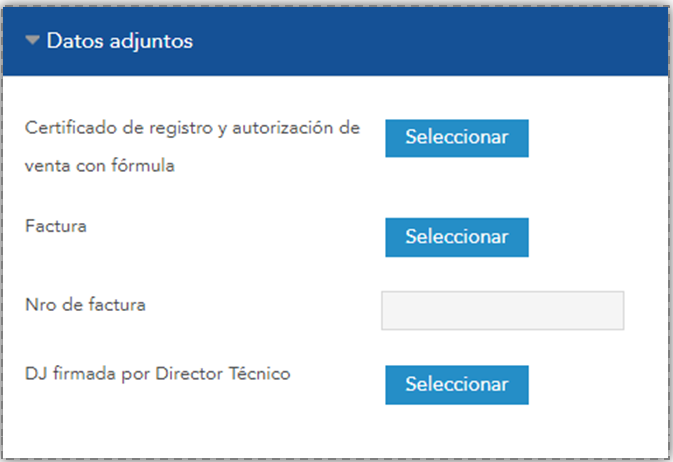 Datos adjuntos
Certificado de registro y autorización de
venta con fórmula
Seleccionar
Factura
Seleccionar
Nro de factura
DJ firmada por Director Técnico
Seleccionar